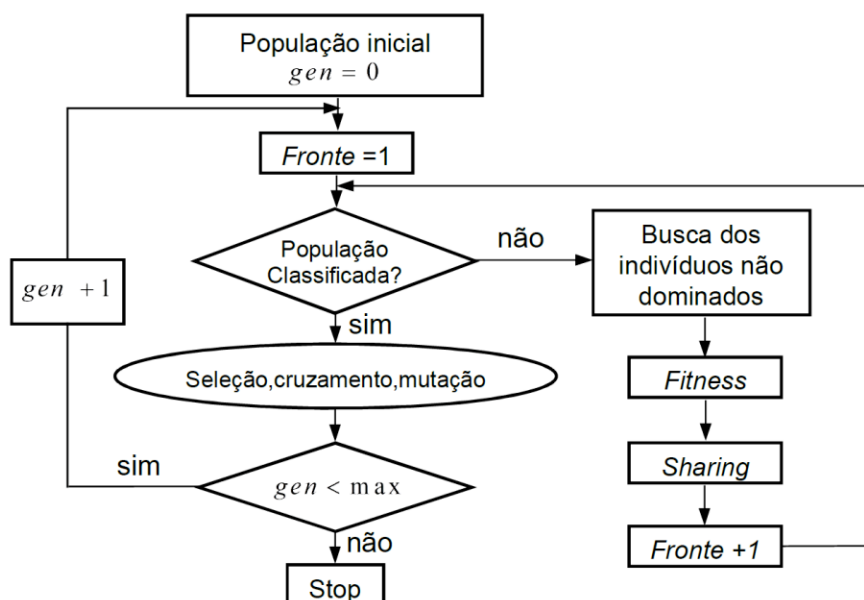 População inicial
gen = 0
Fronte =1
População
Classificada?
não
Busca dos
indivíduos não
dominados
gen +1
sim
Seleção,cruzamento,mutação
Fitness
sim
gen < max
Sharing
não
Fronte +1
Stop